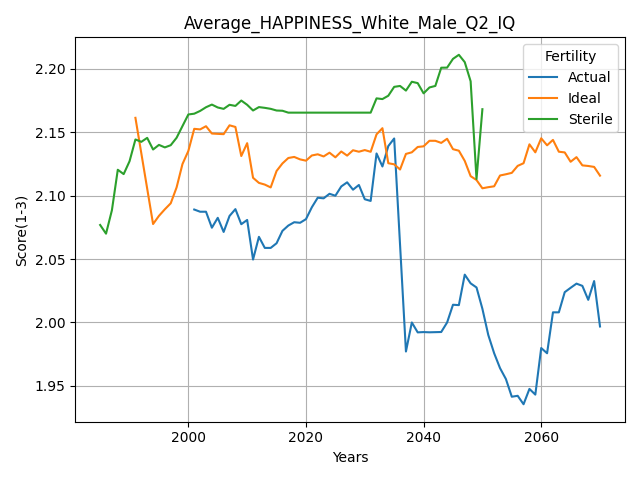 Average_HAPPINESS_White_Male_Q2_IQ
Fertility
Actual
Ideal
Sterile
Score(1-3)
2.20
2.15
2.10
2.05
2.00
1.95
2000 2020 2040 2060
Years